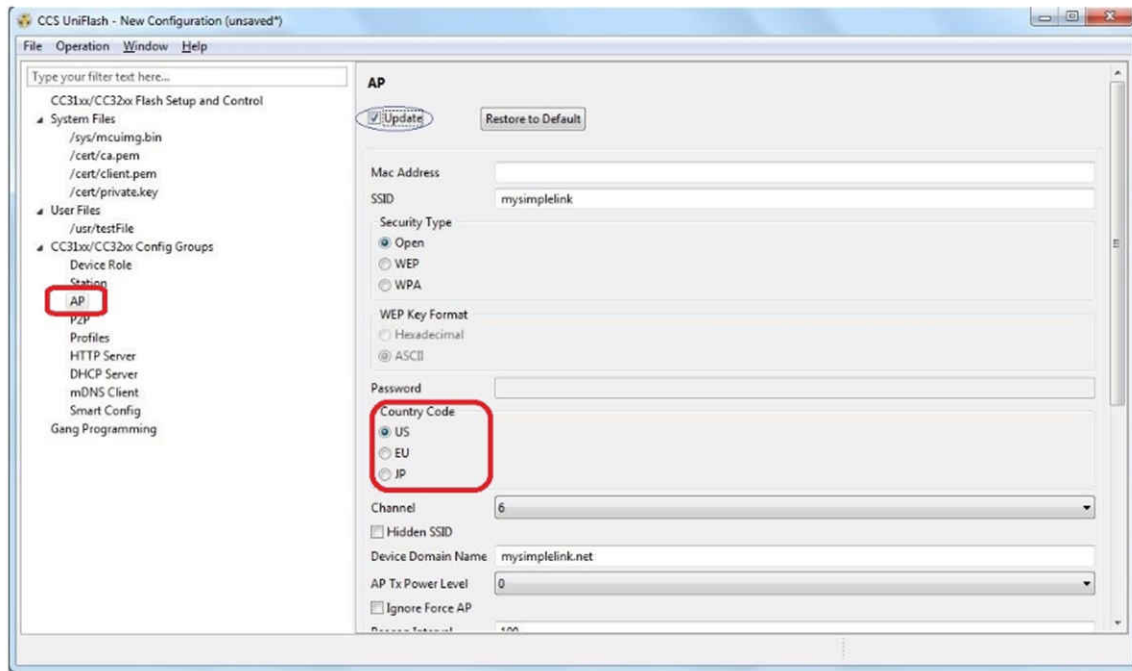 CCS UniFlash - New Configuration (unsaved*)
File Operation Window Help
Type your filter text here...
CC31xx/CC32xx Flash Setup and Control
System Files
/sys/mcuimg.bin
/cert/ca.pem
/cert/client.pem
/cert/private.key
User Files
/usr/testFile
CC31xx/CC32xx Config Groups
Device Role
Station
AP
P2P
Profiles
HTTP Server
DHCP Server
mDNS Client
Smart Config
Gang Programming
AP
Update Restore to Default
Mac Address
SSID mysimplelink
Security Type
Open
WEP
WPA
WEP Key Format
Hexadecimal
ASCII
Password
Country Code
US
EU
JP
Channel 6
Hidden SSID
Device Domain Name mysimplelink.net
AP Tx Power Level 0
Ignore Force AP
Beacon Interval 100